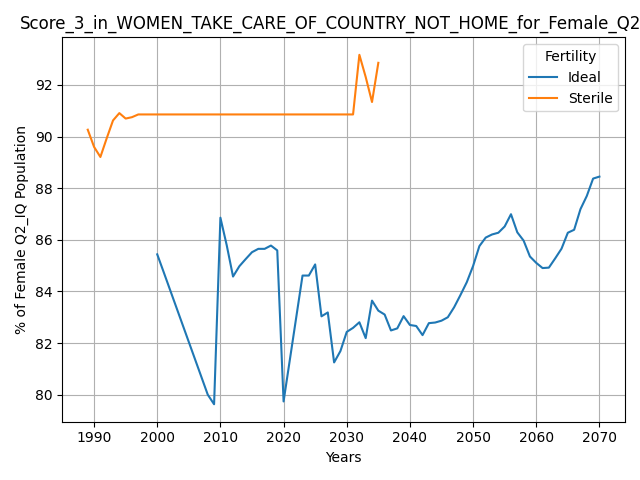 Score_3_in_WOMEN_TAKE_CARE_OF_COUNTRY_NOT_HOME_for_Female_Q2
Fertility
Ideal
Sterile
% of Female Q2_IQ Population
92
90
88
86
84
82
80
1990 2000 2010 2020 2030 2040 2050 2060 2070
Years